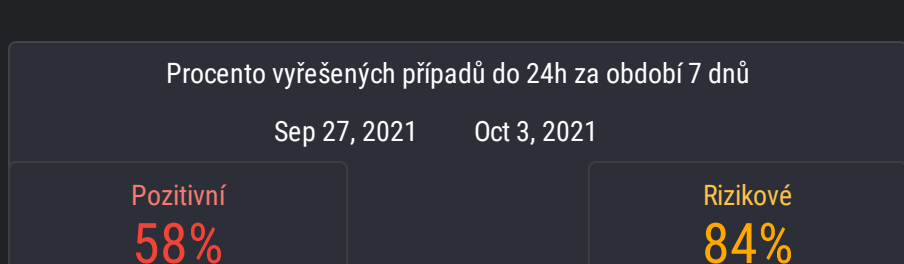 Procento vyřešených případů do 24h za období 7 dnů
Sep 27, 2021 Oct 3, 2021
Pozitivní Rizikové
58% 84%